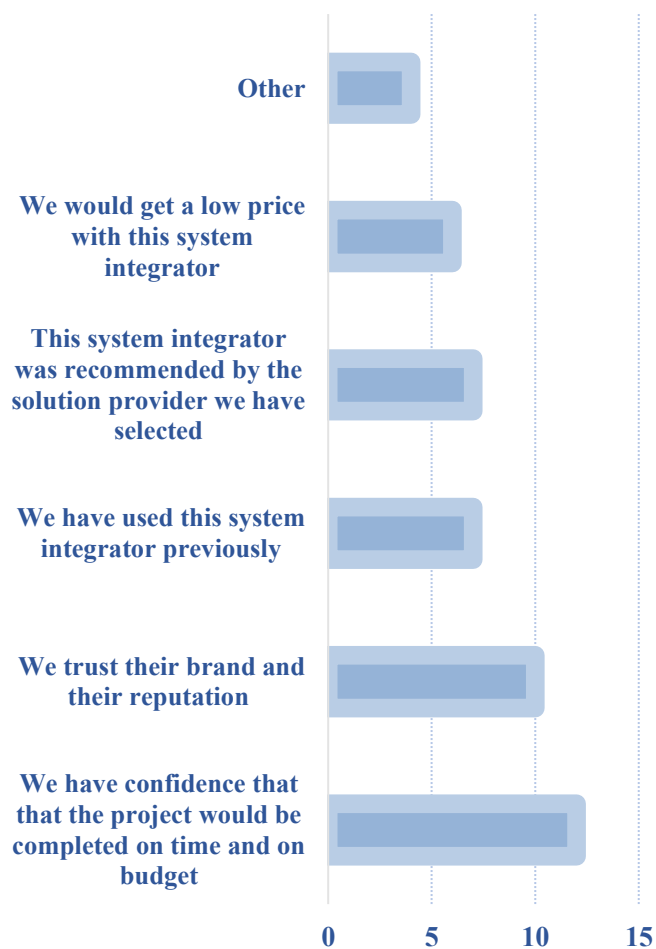 Other
We would get a low price
with this system
integrator
This system integrator
was recommended by the
solution provider we have
selected
We have used this system
integrator previously
We trust their brand and
their reputation
We have confidence that
that the project would be
completed on time and on
budget
0 5 10 15